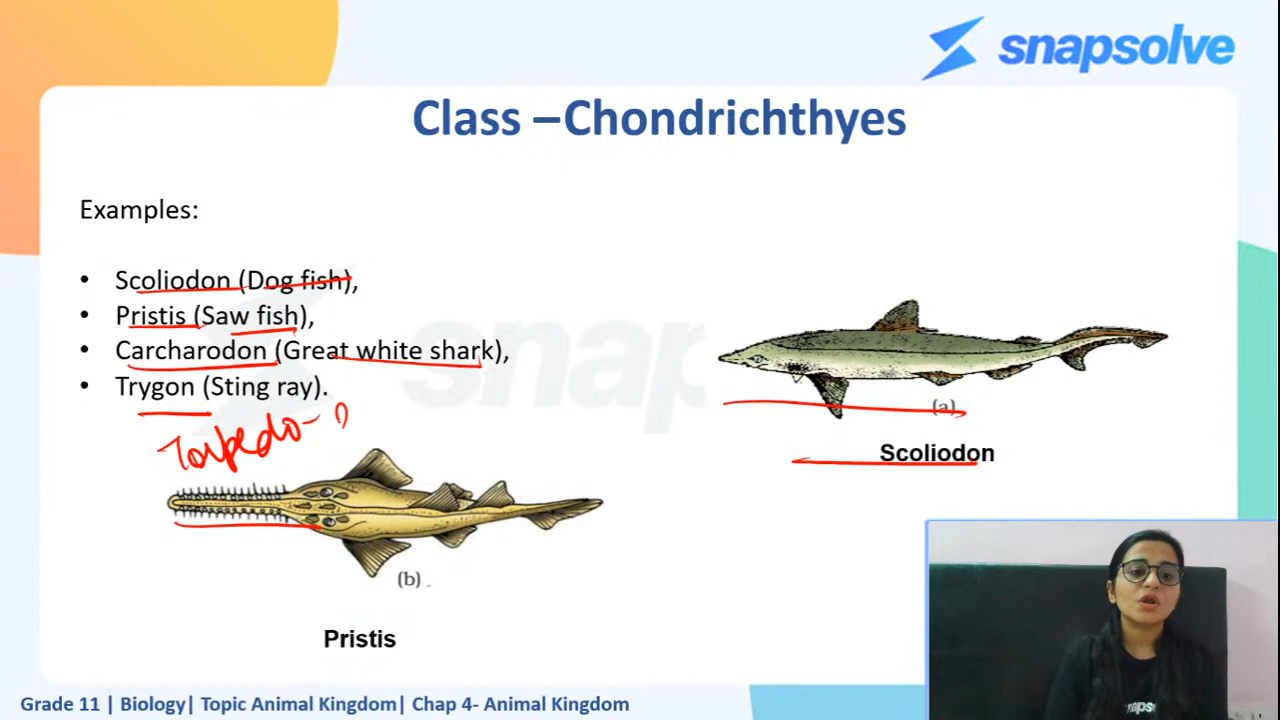 snapsolve
Class –Chondrichthyes
Examples:
• Scoliodon (Dog fish),
• Pristis (Saw fish),
• Carcharodon (Great white shark),
• Trygon (Sting ray).
Torpedo-
snap
(a)
Scoliodon
(b)
Pristis
Grade 11 | Biology| Topic Animal Kingdom| Chap 4- Animal Kingdom